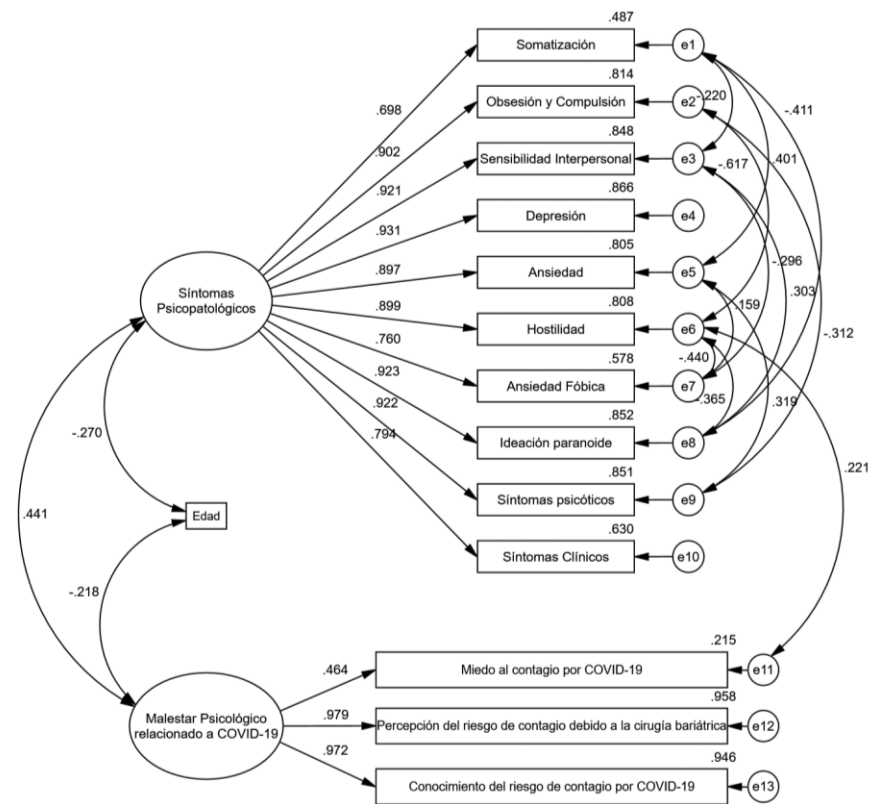 .487
Somatización
e1
.814
.698
Obsesión y Compulsión
e2
-.220
-.411
.902
.848
Sensibilidad Interpersonal
e3
-.617
.401
.921
.866
Depresión
e4
.931
.805
.897
Ansiedad
e5
-.296
Síntomas
Psicopatológicos
.899
.808
.159
.303
Hostilidad
e6
-.312
.760
.578
-.440
Ansiedad Fóbica
e7
.923
-.365
.319
.922
.852
.794
Ideación paranoide
e8
-.270
.851
.221
Síntomas psicóticos
e9
.441
Edad
.630
Síntomas Clínicos
e10
-.218
.215
.464
Miedo al contagio por COVID-19
e11
.958
.979
Malestar Psicológico
relacionado a COVID-19
Percepción del riesgo de contagio debido a la cirugía bariátrica
e12
.972
.946
Conocimiento del riesgo de contagio por COVID-19
e13